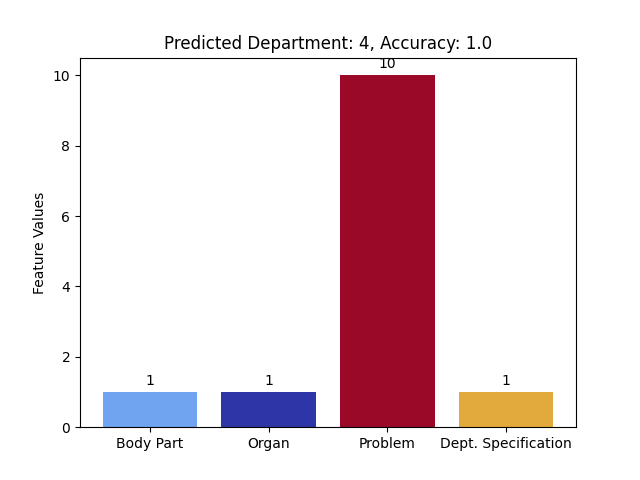 Predicted Department: 4, Accuracy: 1.0
10
8
6
4
2
0
Feature Values
1
1
10
1
Body Part
Organ
Problem
Dept. Specification